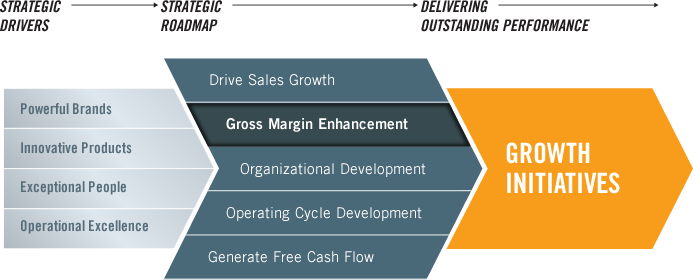 STRATEGIC DRIVERS
STRATEGIC ROADMAP
DELIVERING OUTSTANDING PERFORMANCE
Powerful Brands
Innovative Products
Exceptional People
Operational Excellence
Drive Sales Growth
Gross Margin Enhancement
Organizational Development
Operating Cycle Development
Generate Free Cash Flow
GROWTH
INITIATIVES